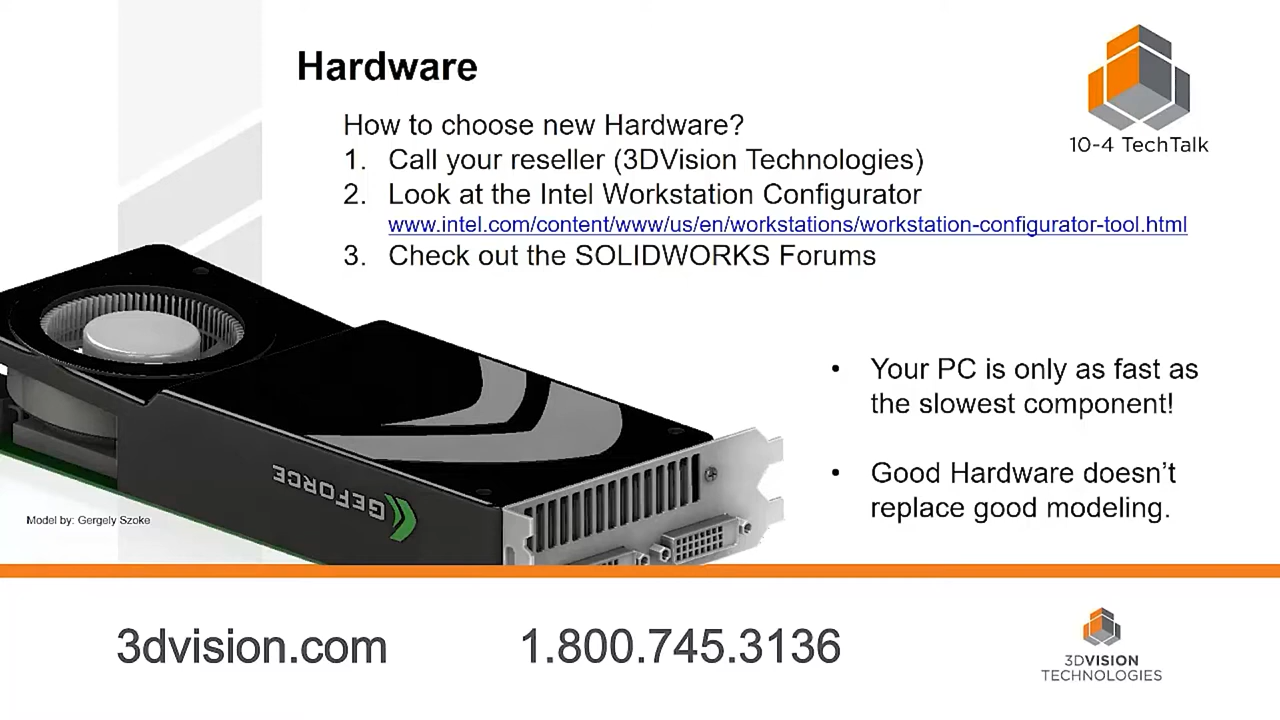 Hardware
10-4 TechTalk
How to choose new Hardware?
1. Call your reseller (3DVision Technologies)
2. Look at the Intel Workstation Configurator
www.intel.com/content/www/us/en/workstations/workstation-configurator-tool.html
3. Check out the SOLIDWORKS Forums
• Your PC is only as fast as
the slowest component!
• Good Hardware doesn't
replace good modeling.
GEFORCE
Model by: Gergely Szoke
3dvision.com
1.800.745.3136
3DVISION
TECHNOLOGIES